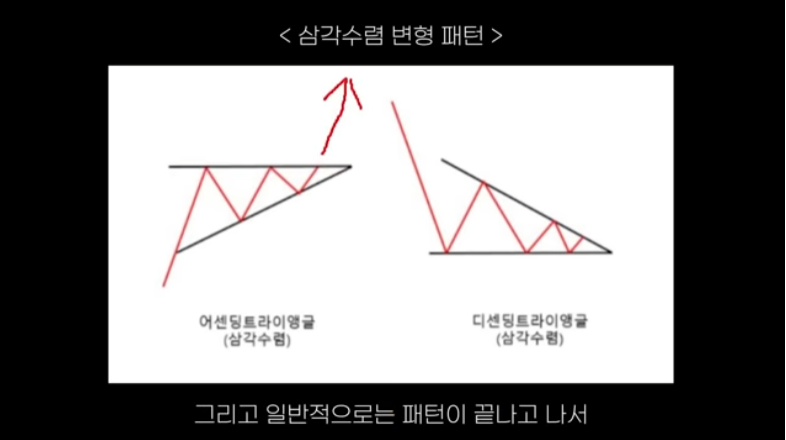 < 삼각수렴 변형 패턴 >
어센딩트라이앵글
(삼각수렴)
디센딩트라이앵글
(삼각수렴)
그리고 일반적으로는 패턴이 끝나고 나서